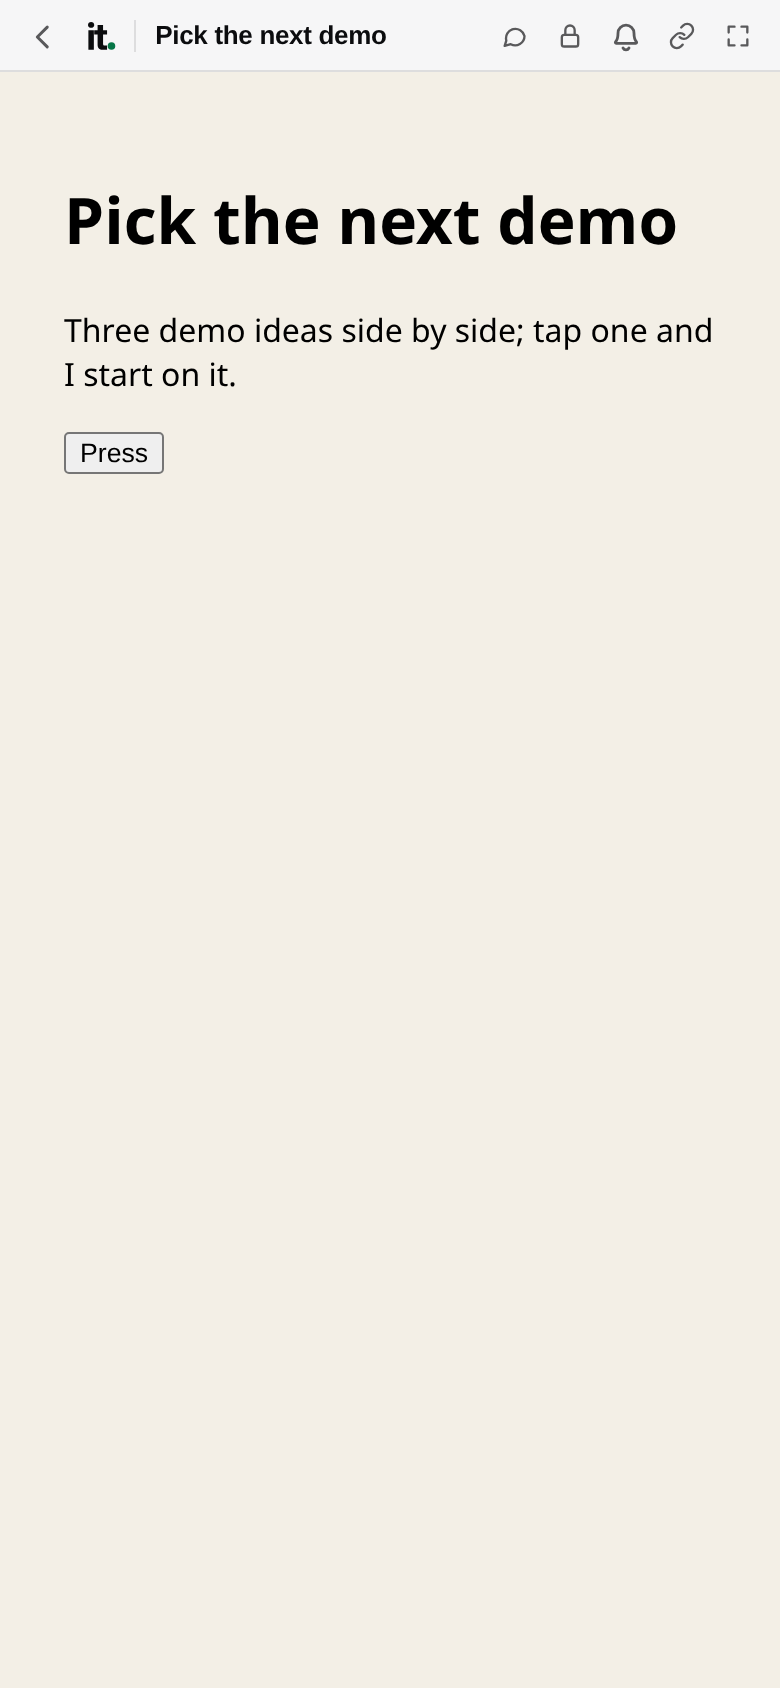 it. Pick the next demo
Pick the next demo
Three demo ideas side by side; tap one and
I start on it.
Press